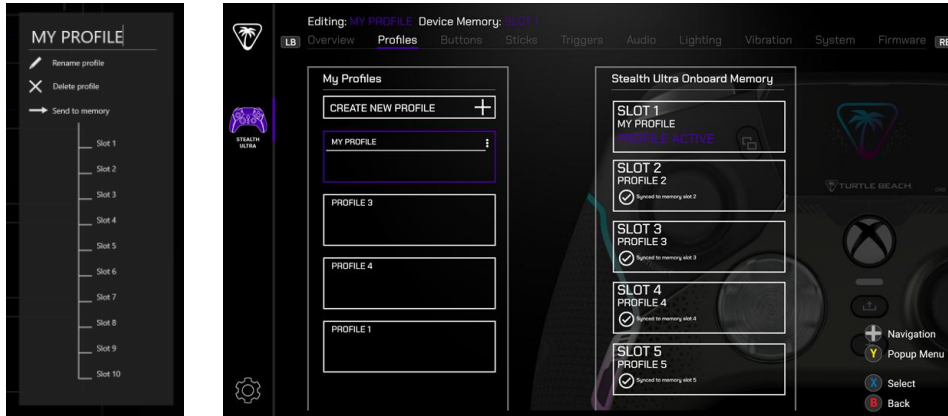 MY PROFILE
Rename profile
Delete profile
Send to memory
Slot 1
Slot 2
Slot 3
Slot 4
Slot 5
Slot 6
Slot 7
Slot 8
Slot 9
Slot 10
Editing: MY PROFILE Device Memory: SLOT 1
LB Overview Profiles Buttons Sticks Triggers Audio Lighting Vibration System Firmware
STEALTH
ULTRA
My Profiles
CREATE NEW PROFILE
MY PROFILE
PROFILE 3
PROFILE 4
PROFILE 1
Stealth Ultra Onboard Memory
SLOT 1
MY PROFILE
PROFILE ACTIVE
SLOT 2
PROFILE 2
Synced to memory slot 2
SLOT 3
PROFILE 3
Synced to memory slot 3
SLOT 4
PROFILE 4
Synced to memory slot 4
SLOT 5
PROFILE 5
Synced to memory slot 5
TURTLE BEACH
Navigation
Y Popup Menu
X Select
B Back